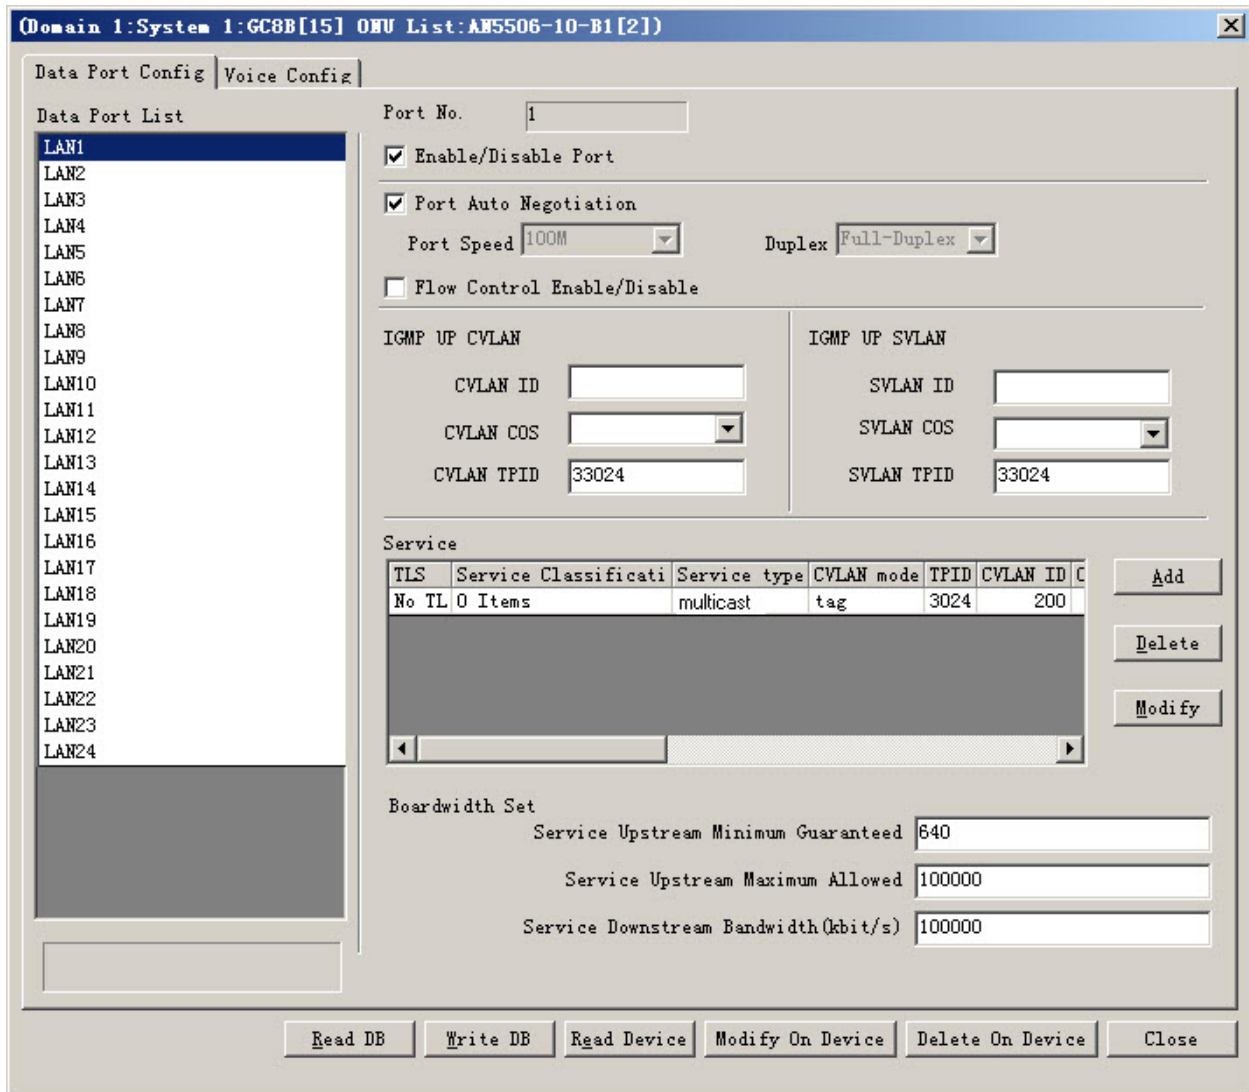 (Domain 1:System 1:GC8B[15] ONU List:AN5506-10-B1[2])
Data Port Config Voice Config
Data Port List
LAN1
LAN2
LAN3
LAN4
LAN5
LAN6
LAN7
LAN8
LAN9
LAN10
LAN11
LAN12
LAN13
LAN14
LAN15
LAN16
LAN17
LAN18
LAN19
LAN20
LAN21
LAN22
LAN23
LAN24
Port No. 1
Enable/Disable Port
Port Auto Negotiation
Port Speed 100M Duplex Full-Duplex
Flow Control Enable/Disable
IGMP UP CVLAN
CVLAN ID
CVLAN COS
CVLAN TPID 33024
IGMP UP SVLAN
SVLAN ID
SVLAN COS
SVLAN TPID 33024
Service
TLS Service Classificati Service type CVLAN mode TPID CVLAN ID C
No TL 0 Items multicast tag 3024 200
Add
Delete
Modify
Boardwidth Set
Service Upstream Minimum Guaranteed 640
Service Upstream Maximum Allowed 100000
Service Downstream Bandwidth(kbit/s) 100000
Read DB Write DB Read Device Modify On Device Delete On Device Close